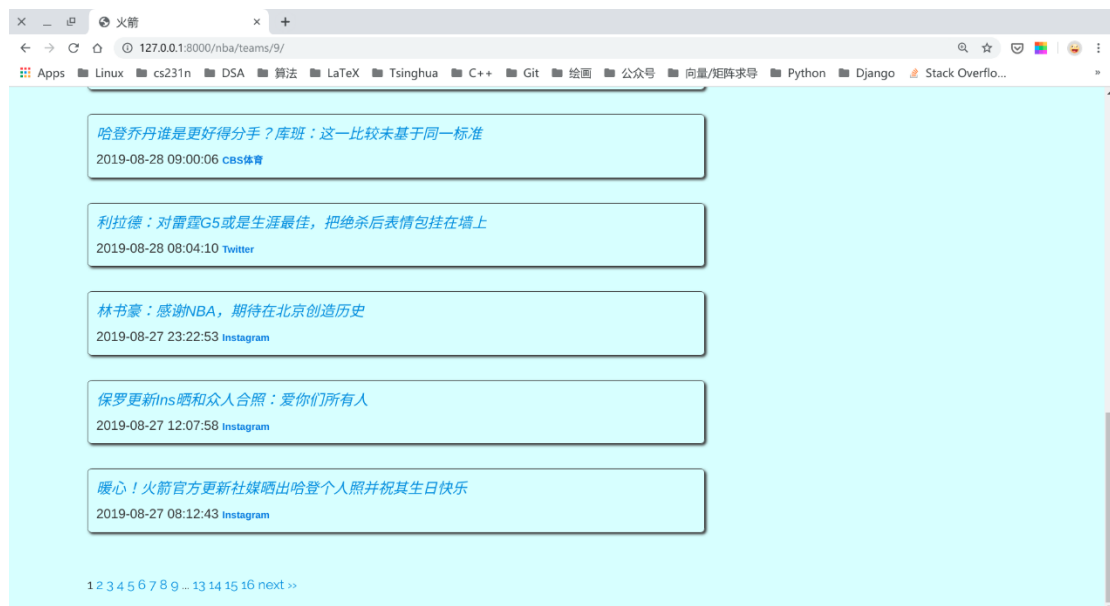 火箭
127.0.0.1:8000/nba/teams/9/
Apps Linux cs231n DSA 算法 LaTeX Tsinghua C++ Git 绘画 公众号 向量/矩阵求导 Python Django Stack Overflo... »
哈登乔丹谁是更好得分手？库班：这一比较未基于同一标准
2019-08-28 09:00:06 CBS体育
利拉德：对雷霆G5或是生涯最佳，把绝杀后表情包挂在墙上
2019-08-28 08:04:10 Twitter
林书豪：感谢NBA，期待在北京创造历史
2019-08-27 23:22:53 Instagram
保罗更新Ins晒和众人合照：爱你们所有人
2019-08-27 12:07:58 Instagram
暖心！火箭官方更新社媒晒出哈登个人照并祝其生日快乐
2019-08-27 08:12:43 Instagram
1 2 3 4 5 6 7 8 9 ... 13 14 15 16 next >>